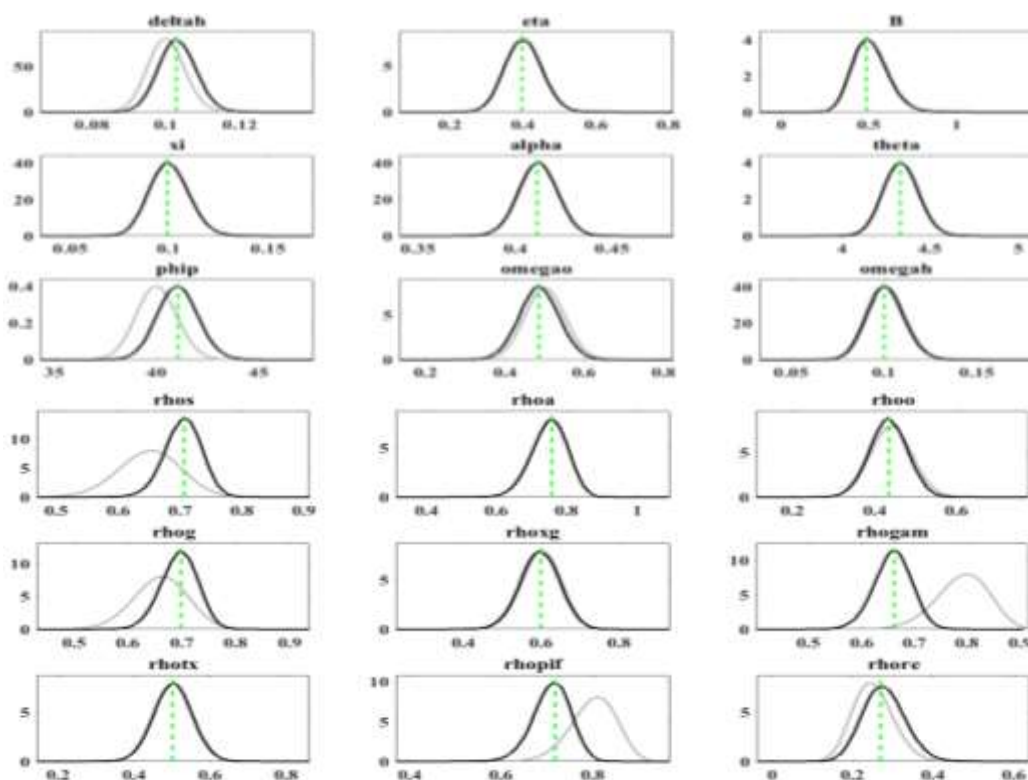 deltah eta B
50 5 4
2
0 0 0
0.08 0.1 0.12 0.2 0.4 0.6 0.8 0 0.5 1
xi alpha theta
40 40 4
20 20 2
0 0 0
0.05 0.1 0.15 0.35 0.4 0.45 4 4.5 5
phip omegao omegah
0.4 5 40
0.2 20
0 0 0
35 40 45 0.2 0.4 0.6 0.8 0.05 0.1 0.15
rhos rhoa rhoo
10 5 5
5
0 0 0
0.5 0.6 0.7 0.8 0.9 0.4 0.6 0.8 1 0.2 0.4 0.6
rhog rhoxg rhogam
10 5 10
5 5
0 0 0
0.5 0.6 0.7 0.8 0.9 0.4 0.6 0.8 0.5 0.6 0.7 0.8 0.9
rhotx rhopif rhore
5 10 5
5
0 0 0
0.2 0.4 0.6 0.8 0.4 0.6 0.8 0 0.2 0.4 0.6